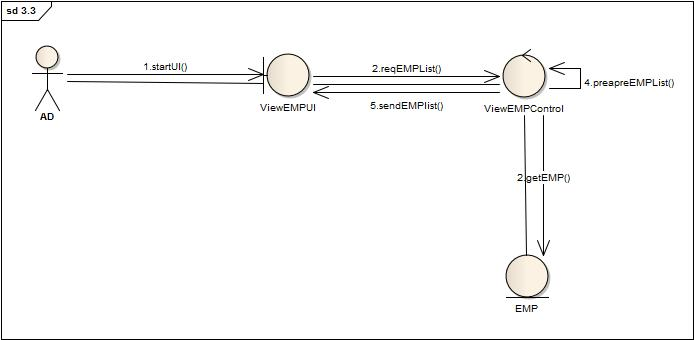 sd 3.3
1.startUI()
2.reqEMPList()
4.preapreEMPList()
5.sendEMPlist()
ViewEMPUI
ViewEMPControl
AD
2.getEMP()
EMP